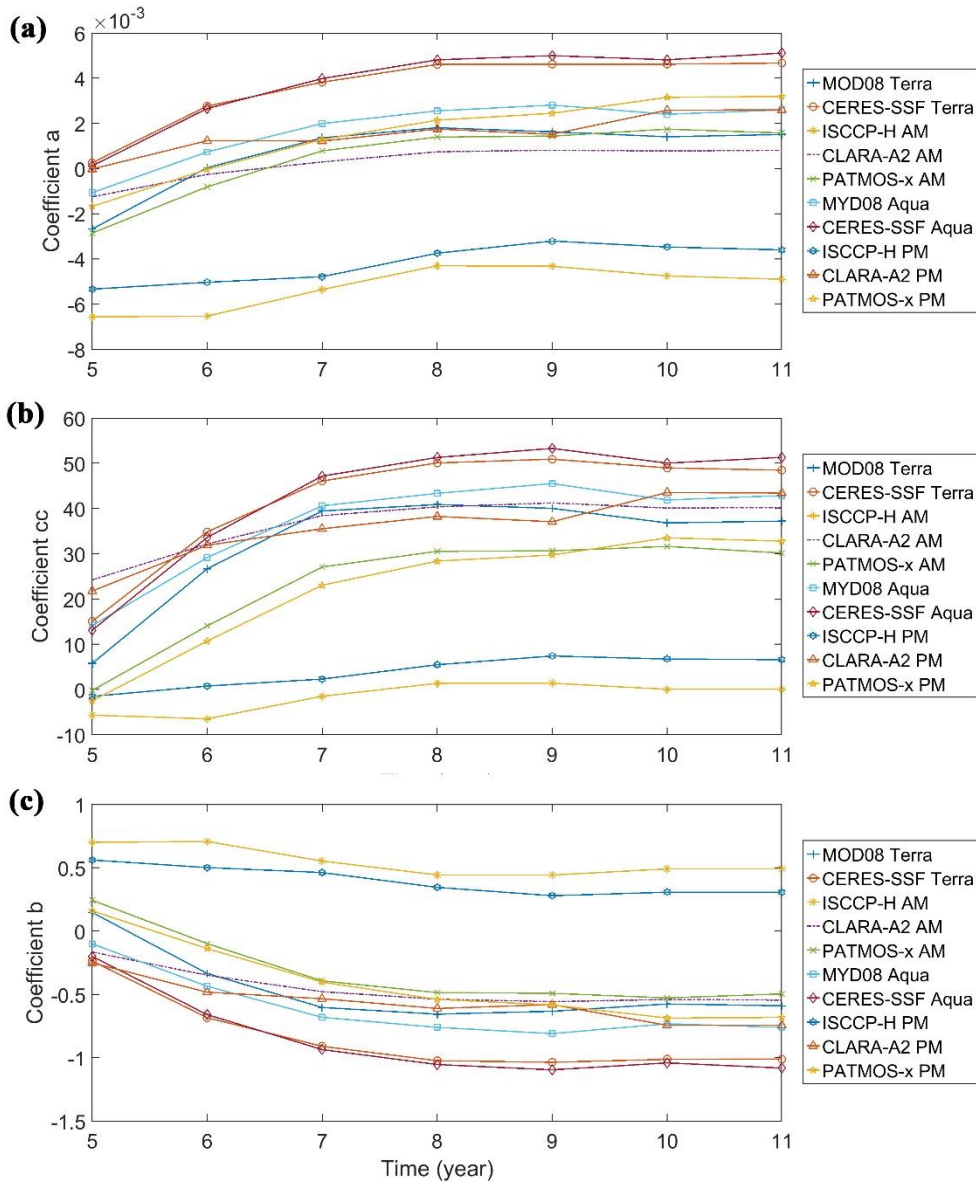 (a)
×10⁻³
6
4
2
0
-2
-4
-6
-8
Coefficient a
5 6 7 8 9 10 11
MOD08 Terra
CERES-SSF Terra
ISCCP-H AM
CLARA-A2 AM
PATMOS-x AM
MYD08 Aqua
CERES-SSF Aqua
ISCCP-H PM
CLARA-A2 PM
PATMOS-x PM
(b)
60
50
40
30
20
10
0
-10
Coefficient cc
5 6 7 8 9 10 11
MOD08 Terra
CERES-SSF Terra
ISCCP-H AM
CLARA-A2 AM
PATMOS-x AM
MYD08 Aqua
CERES-SSF Aqua
ISCCP-H PM
CLARA-A2 PM
PATMOS-x PM
(c)
1
0.5
0
-0.5
-1
-1.5
Coefficient b
5 6 7 8 9 10 11
Time (year)
MOD08 Terra
CERES-SSF Terra
ISCCP-H AM
CLARA-A2 AM
PATMOS-x AM
MYD08 Aqua
CERES-SSF Aqua
ISCCP-H PM
CLARA-A2 PM
PATMOS-x PM